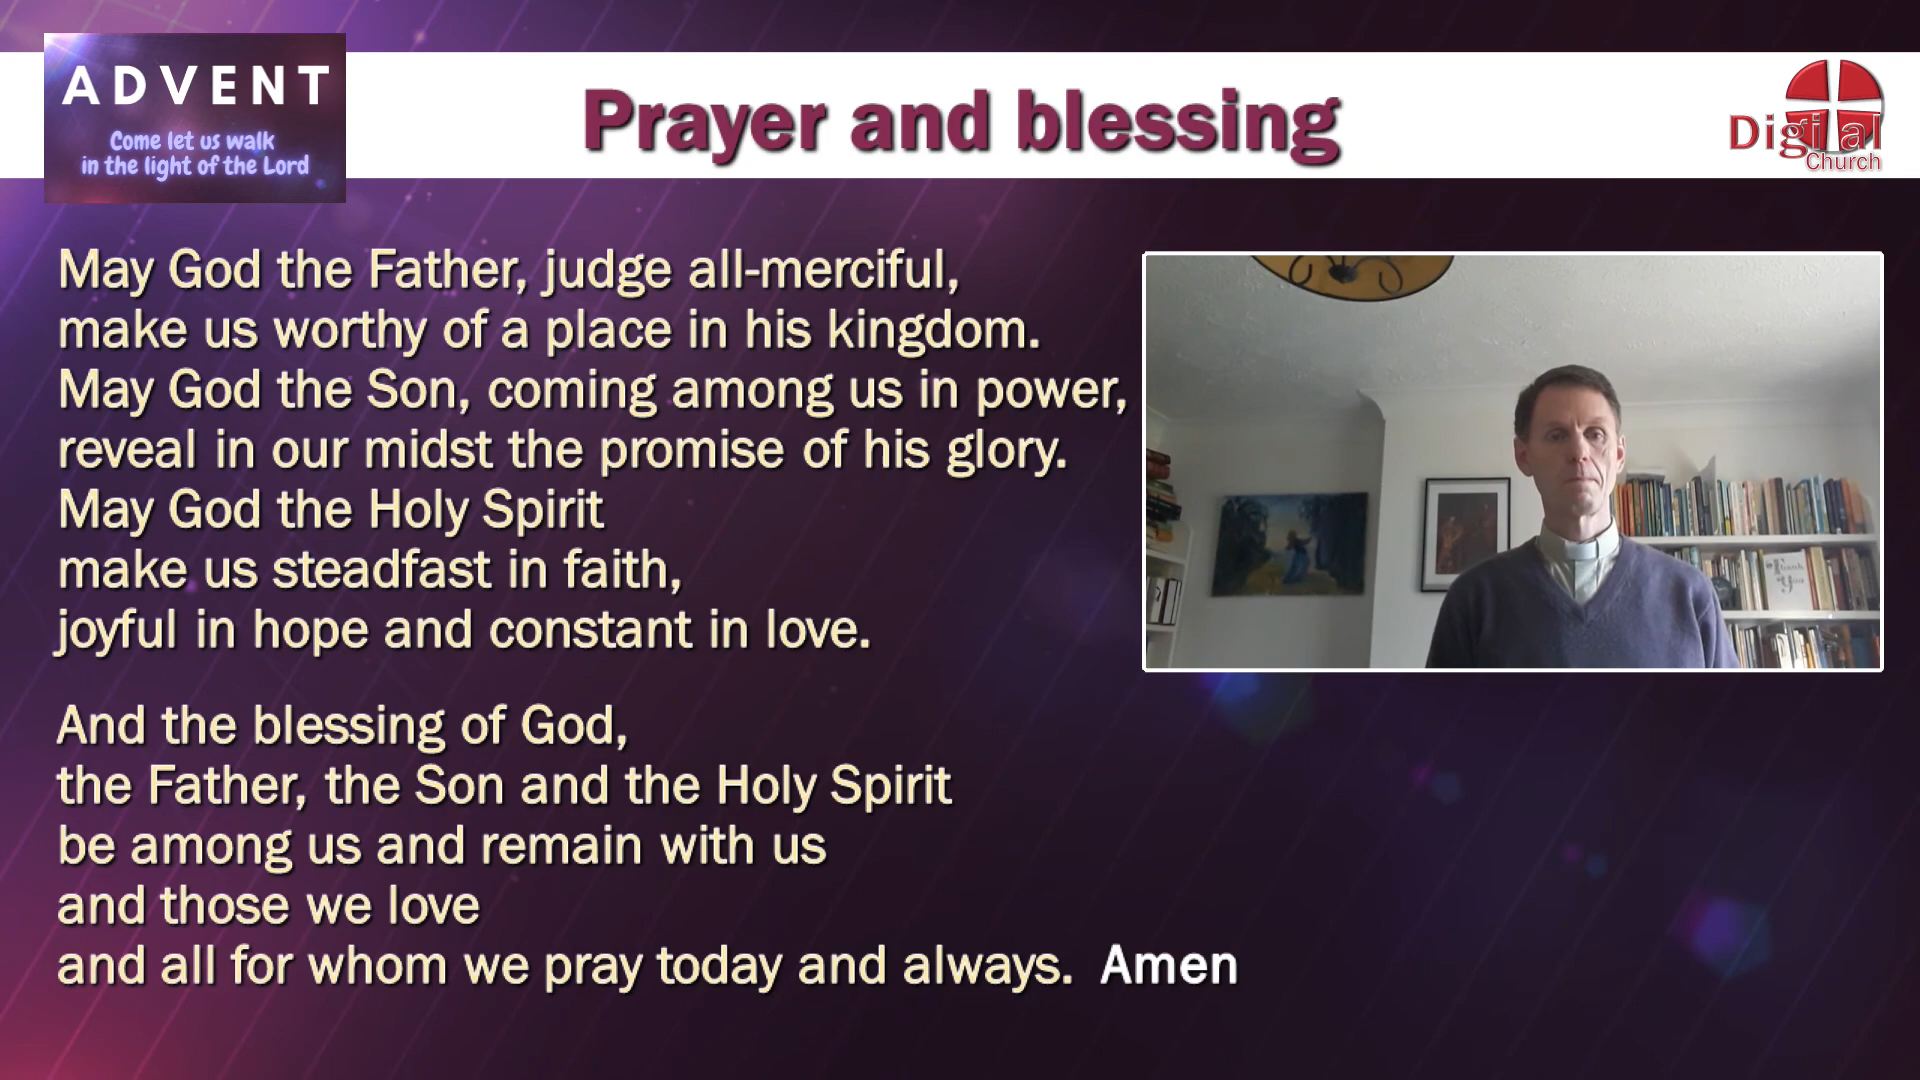 ADVENT
Come let us walk
in the light of the Lord
Prayer and blessing
Digital
Church
May God the Father, judge all-merciful,
make us worthy of a place in his kingdom.
May God the Son, coming among us in power,
reveal in our midst the promise of his glory.
May God the Holy Spirit
make us steadfast in faith,
joyful in hope and constant in love.
And the blessing of God,
the Father, the Son and the Holy Spirit
be among us and remain with us
and those we love
and all for whom we pray today and always. Amen
Thank
You